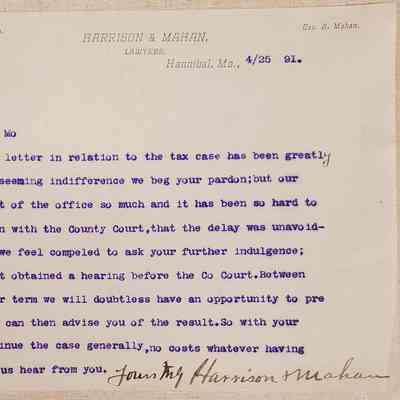 HARRISON & MAHAN,
Geo. A. Mahan.
LAWYERS.
Hannibal, Mo., 4/25 91.
Mo
letter in relation to the tax case has been greatly
seeming indifference we beg your pardon;but our
of the office so much and it has been so hard to
with the County Court,that the delay was unavoid-
we feel compeled to ask your further indulgence;
obtained a hearing before the Co Court.Between
term we will doubtless have an opportunity to pre
can then advise you of the result.So with your
the case generally,no costs whatever having
us hear from you. Yours Truly Harrison & Mahan